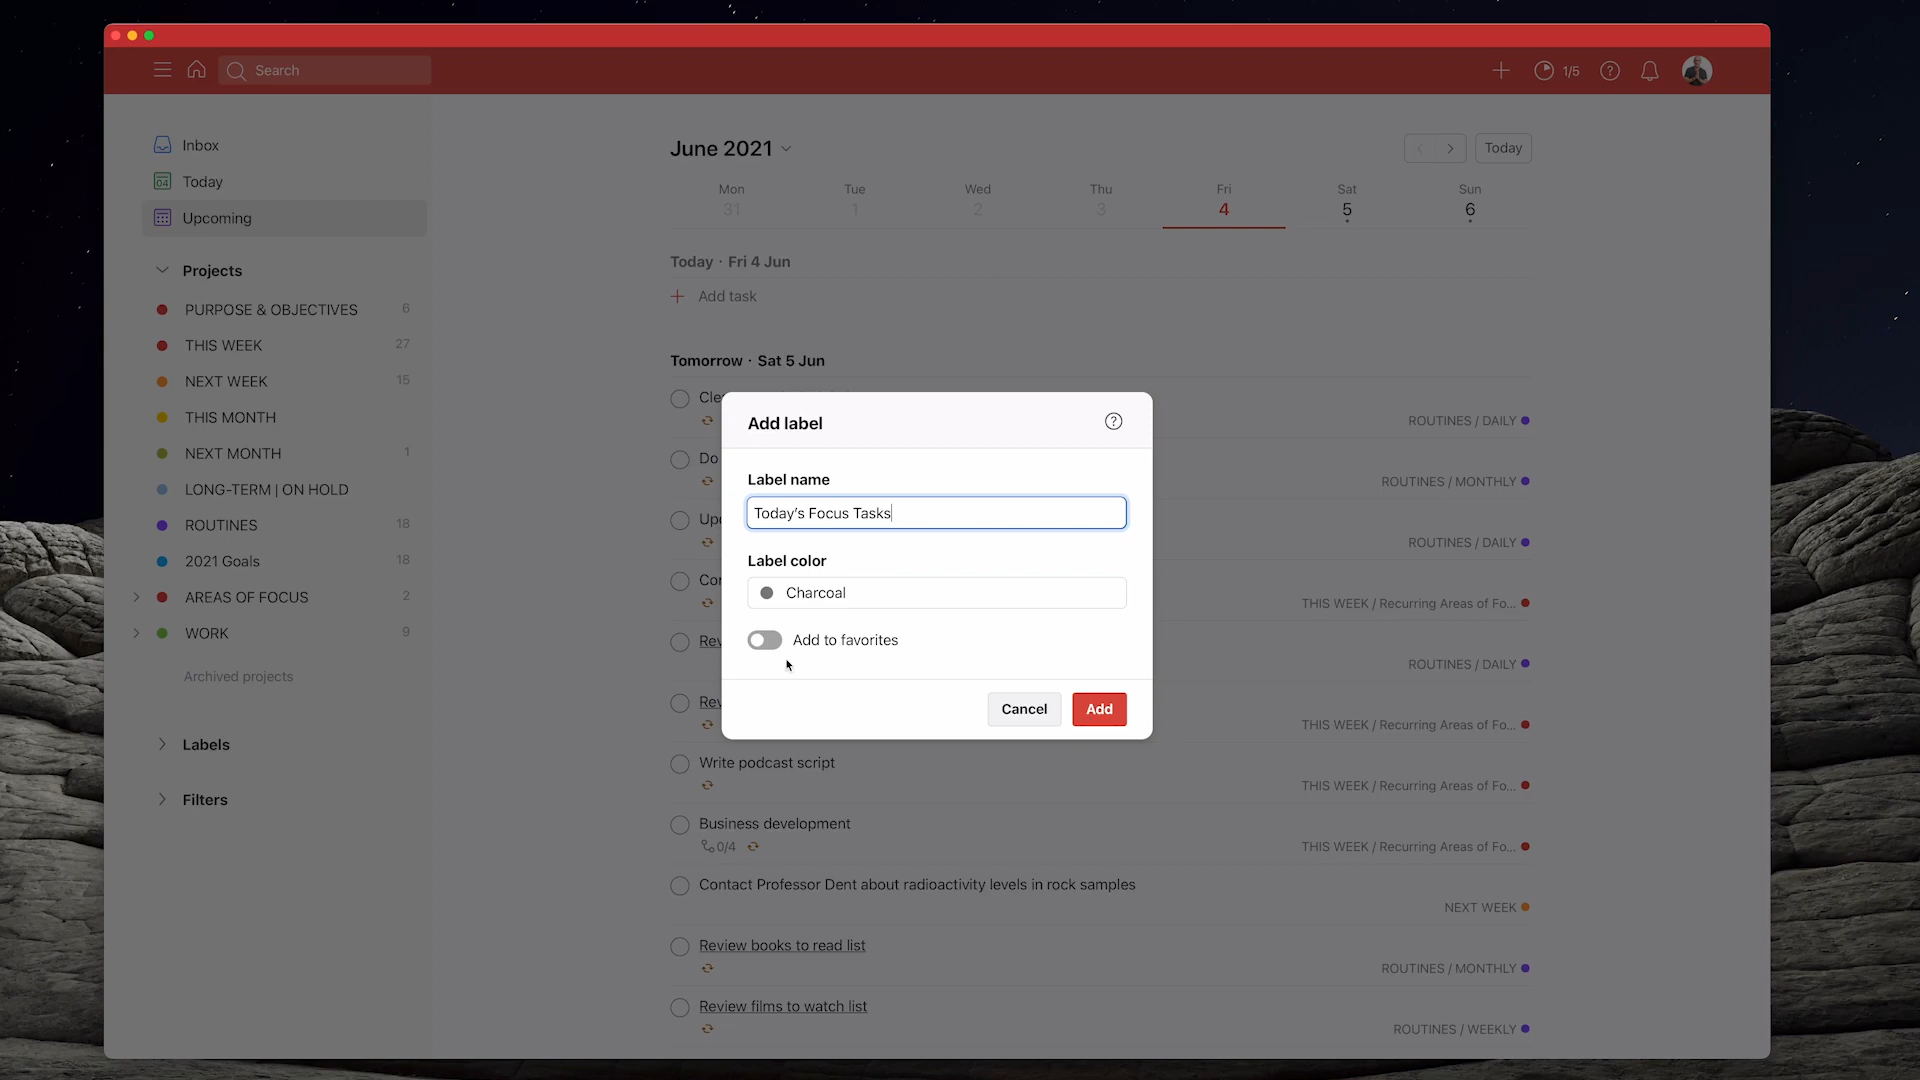 Search
1/5
Inbox
04 Today
Upcoming
Projects
PURPOSE & OBJECTIVES 6
THIS WEEK 27
NEXT WEEK 15
THIS MONTH
NEXT MONTH 1
LONG-TERM | ON HOLD
ROUTINES 18
2021 Goals 18
AREAS OF FOCUS 2
WORK 9
Archived projects
Labels
Filters
June 2021
Today
Mon Tue Wed Thu Fri Sat Sun
31 1 2 3 4 5 6
Today · Fri 4 Jun
Add task
Tomorrow · Sat 5 Jun
Cle
ROUTINES / DAILY
Do
ROUTINES / MONTHLY
Upd
ROUTINES / DAILY
Cor
THIS WEEK / Recurring Areas of Fo...
Rev
ROUTINES / DAILY
Rev
THIS WEEK / Recurring Areas of Fo...
Write podcast script
THIS WEEK / Recurring Areas of Fo...
Business development
0/4
THIS WEEK / Recurring Areas of Fo...
Contact Professor Dent about radioactivity levels in rock samples
NEXT WEEK
Review books to read list
ROUTINES / MONTHLY
Review films to watch list
ROUTINES / WEEKLY
Add label
?
Label name
Today's Focus Tasks
Label color
Charcoal
Add to favorites
Cancel
Add